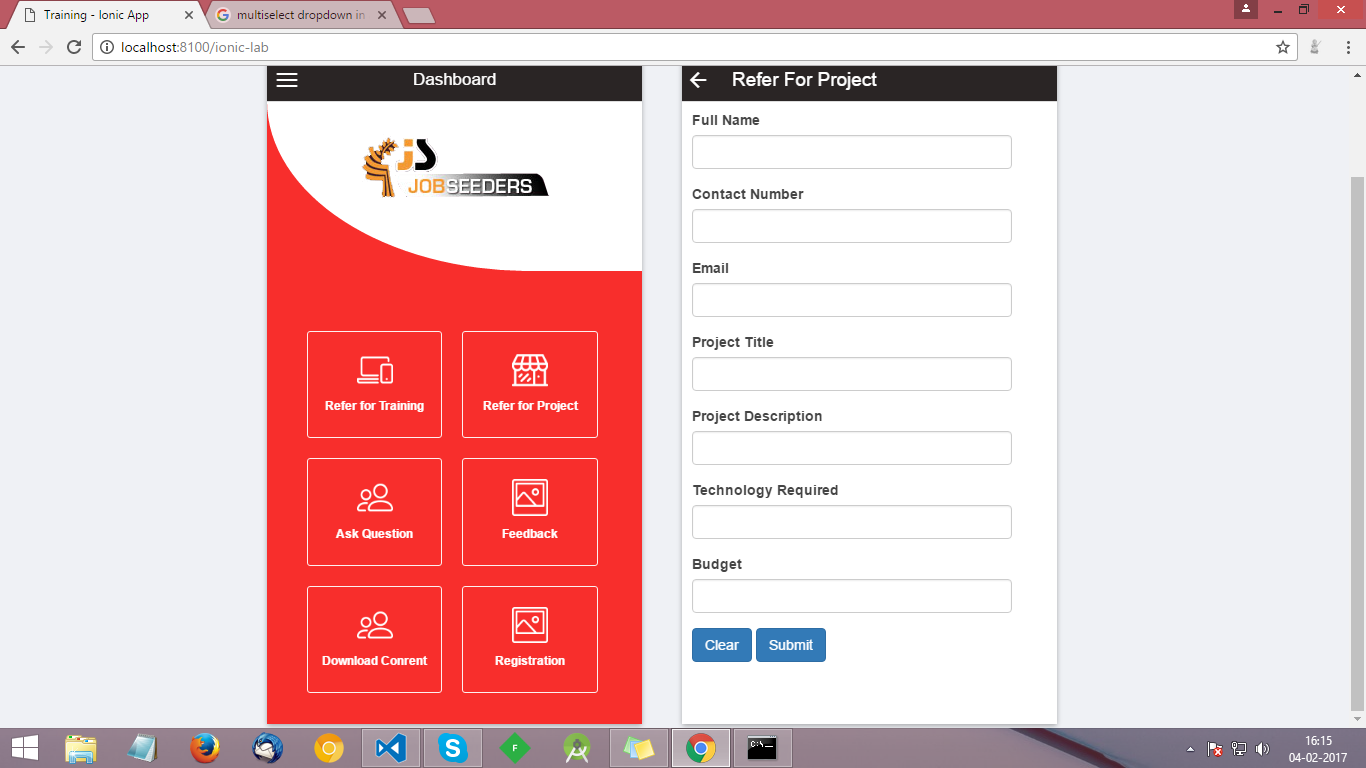 Training - Ionic App
multiselect dropdown in
localhost:8100/ionic-lab
Dashboard
JS
JOBSEEDERS
Refer for Training
Refer for Project
Ask Question
Feedback
Download Conrent
Registration
Refer For Project
Full Name
Contact Number
Email
Project Title
Project Description
Technology Required
Budget
Clear
Submit
16:15
04-02-2017